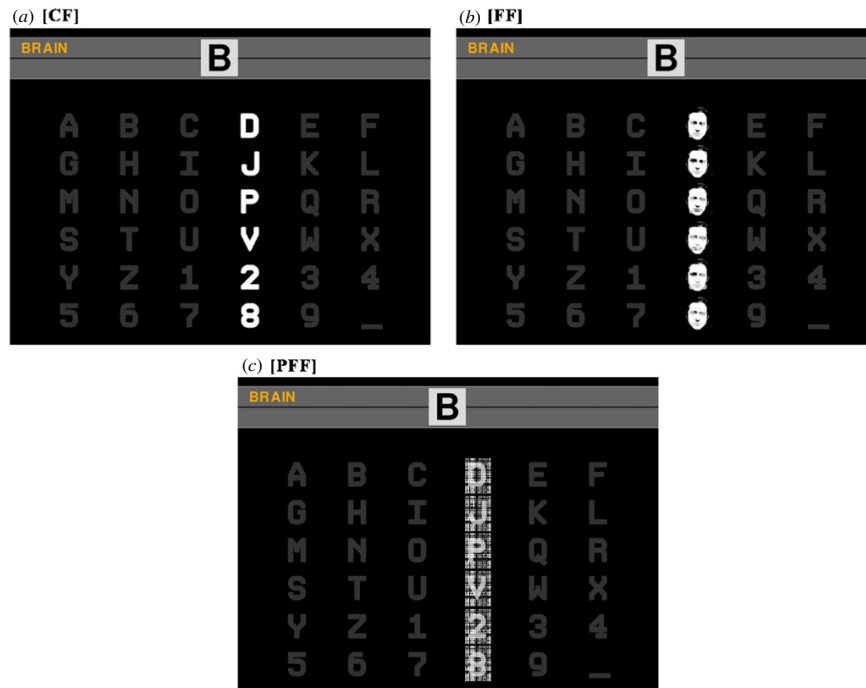 (a) [CF]
BRAIN
B
A B C D E F
G H I J K L
M N O P Q R
S T U V W X
Y Z 1 2 3 4
5 6 7 8 9 _
(b) [FF]
BRAIN
B
A B C E F
G H I K L
M N O Q R
S T U W X
Y Z 1 3 4
5 6 7 9 _
(c) [PFF]
BRAIN
B
A B C D E F
G H I J K L
M N O P Q R
S T U V W X
Y Z 1 2 3 4
5 6 7 8 9 _